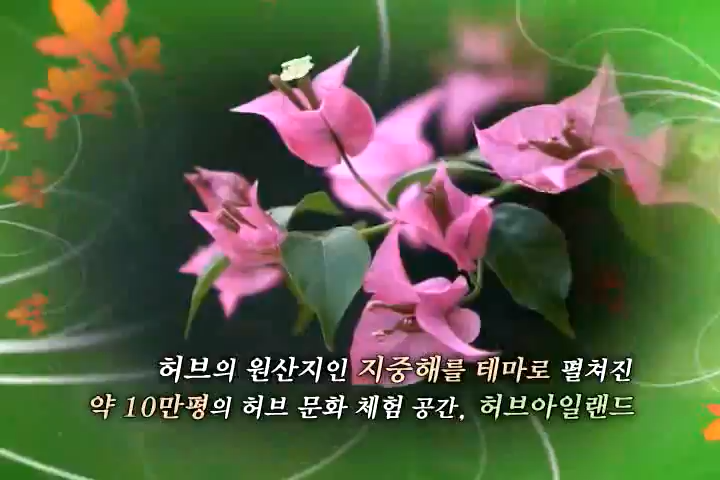 허브의 원산지인 지중해를 테마로 펼쳐진
약 10만평의 허브 문화 체험 공간, 허브아일랜드